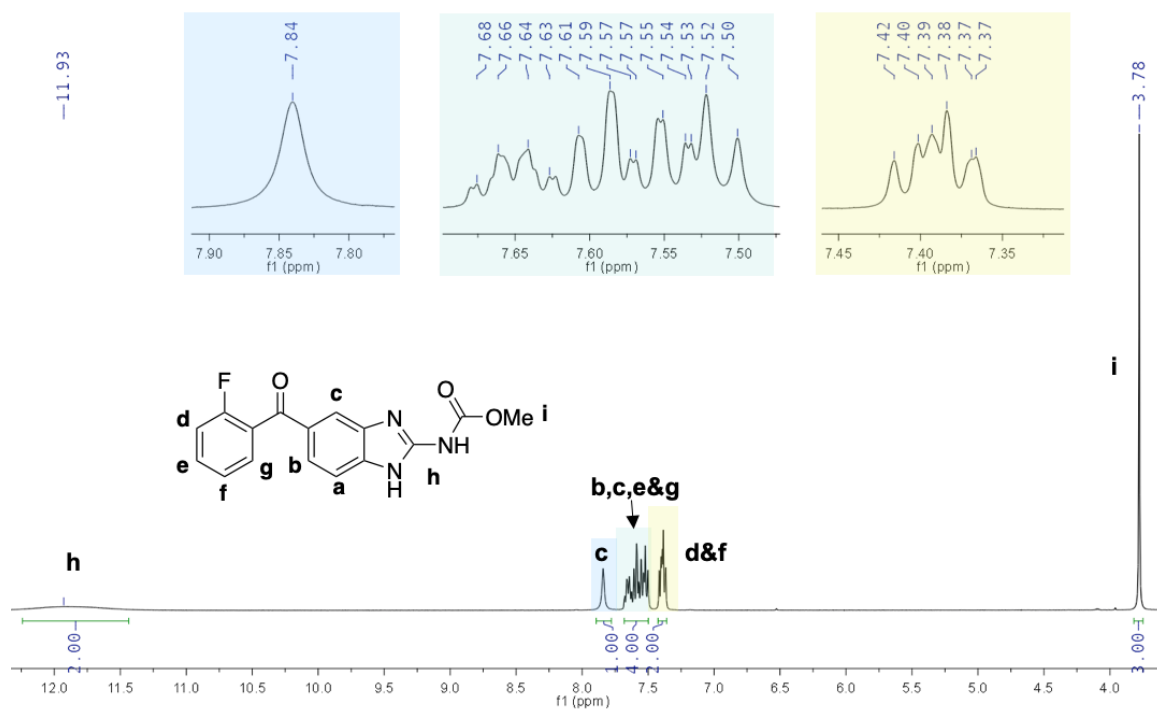 11.93
7.84
7.68
7.66
7.64
7.63
7.61
7.59
7.57
7.57
7.55
7.54
7.53
7.52
7.50
7.42
7.40
7.39
7.38
7.37
7.37
3.78
7.90 7.84 7.80
f1 (ppm)
7.65 7.60 7.55 7.50
f1 (ppm)
7.45 7.40 7.35
f1 (ppm)
i
F
O
d
c
N
O
OMe
i
e
g
b
NH
f
a
N
H
h
b,c,e&g
h
c
d&f
2.00
1.00
4.00
2.00
3.00
12.0 11.5 11.0 10.5 10.0 9.5 9.0 8.5 8.0 7.5 7.0 6.5 6.0 5.5 5.0 4.5 4.0
f1 (ppm)